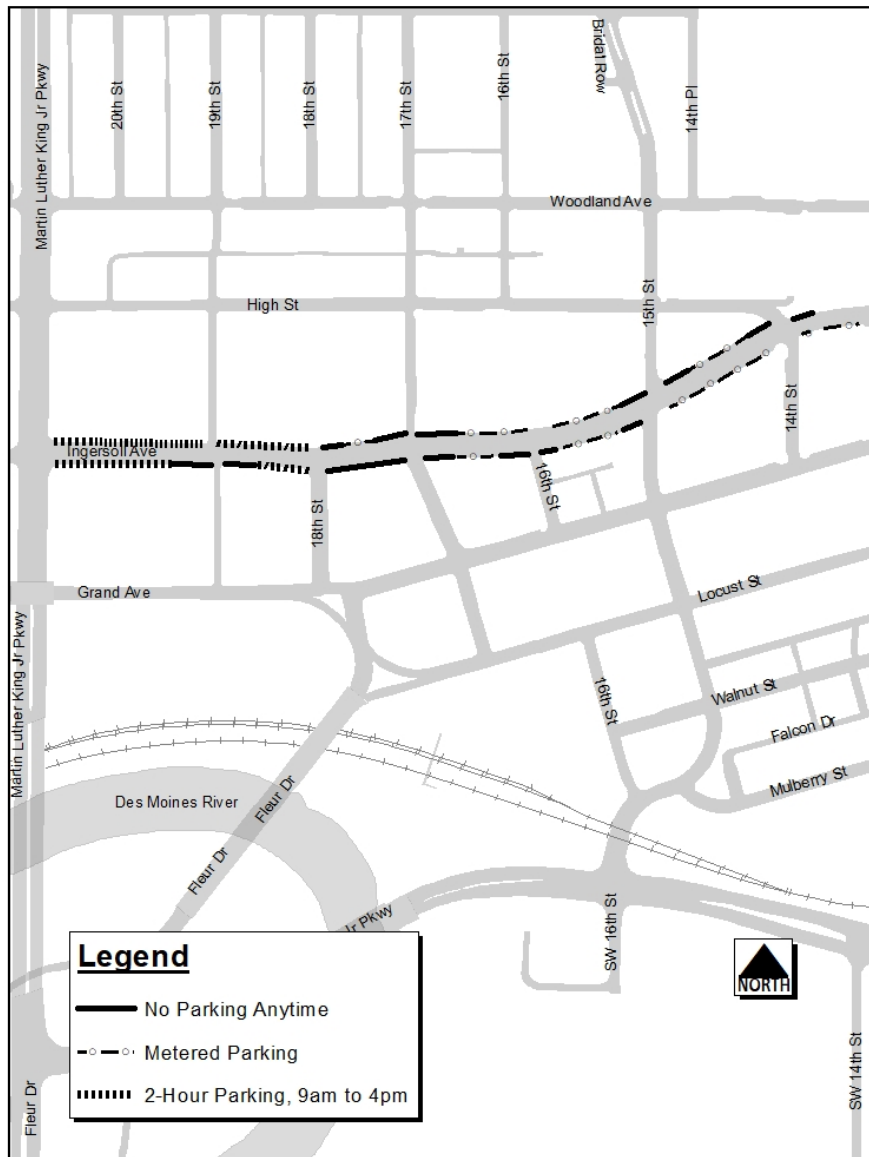 20th St
19th St
18th St
17th St
16th St
Bridal Row
14th Pl
Martin Luther King Jr Pkwy
Woodland Ave
High St
15th St
14th St
Ingersoll Ave
16th St
18th St
Grand Ave
Locust St
Martin Luther King Jr Pkwy
16th St
Walnut St
Falcon Dr
Mulberry St
Des Moines River
Fleur Dr
Fleur Dr
Jr Pkwy
SW 16th St
NORTH
SW 14th St
Fleur Dr
Legend
No Parking Anytime
Metered Parking
2-Hour Parking, 9am to 4pm